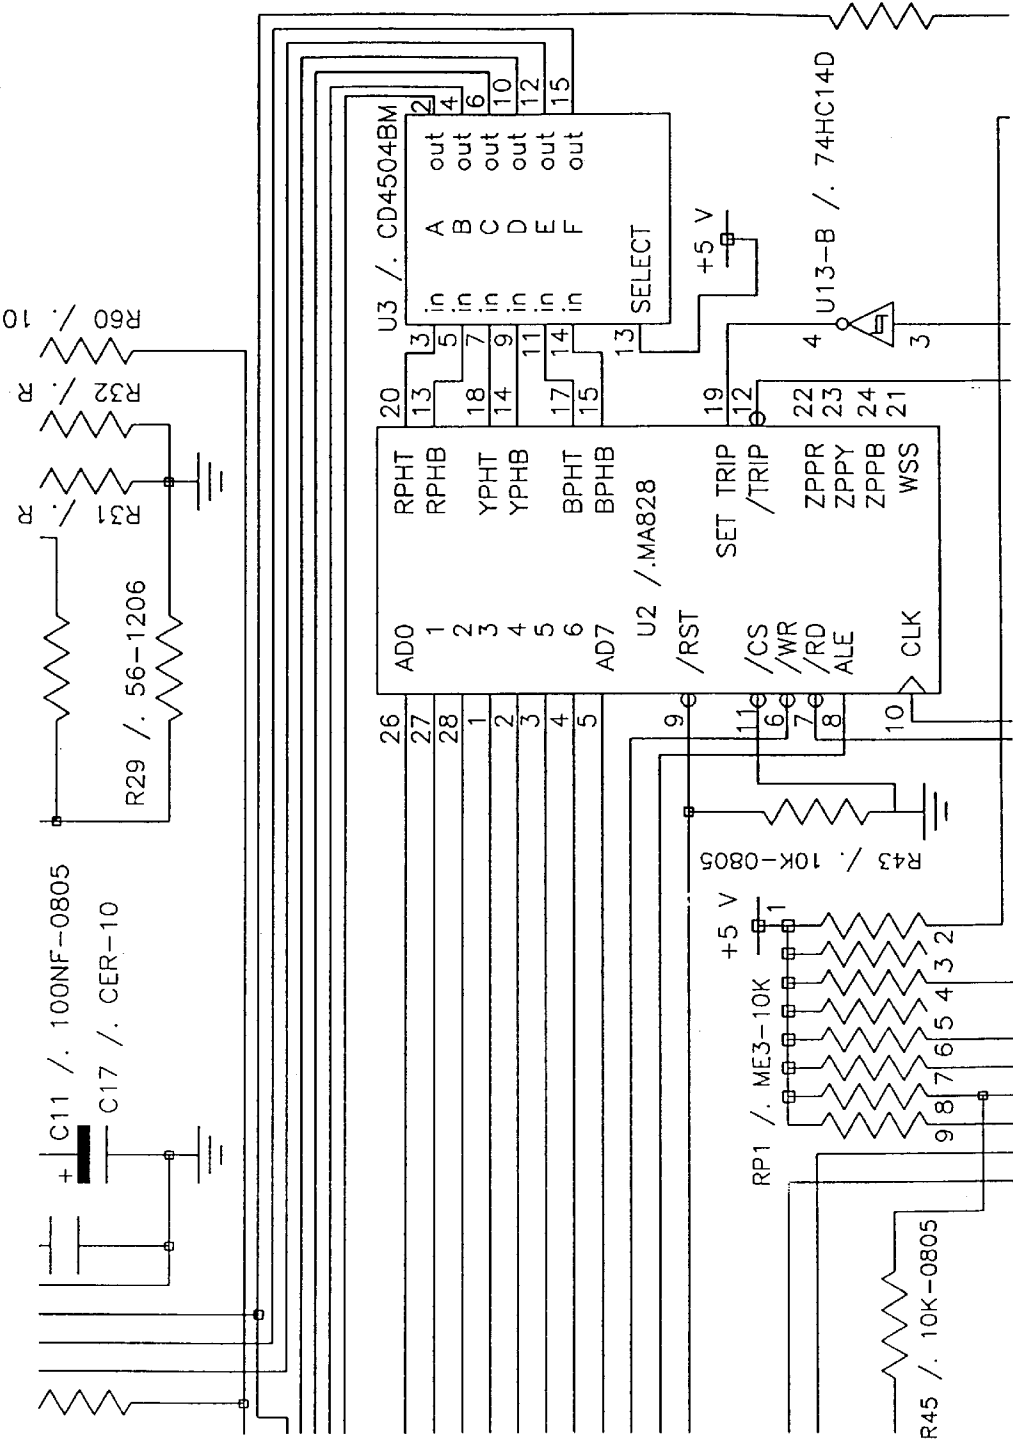 R60 /. 10
R32 /. R
R31 /. R
R29 /. 56-1206
C11 /. 100NF-0805
C17 /. CER-10
+
U3 /. CD4504BM
2 4 6 10 12 15
out out out out out out
A B C D E F
in in in in in in
SELECT
3 5 7 9 11 14
13
+5 V
U13-B /. 74HC14D
4
3
20 13 18 14 17 15
19 12
22 23 24 21
RPHT
RPHB
YPHT
YPHB
BPHT
BPHB
SET TRIP
/TRIP
ZPPR
ZPPY
ZPPB
WSS
U2 /.MA828
AD0
1
2
3
4
5
6
AD7
/RST
/CS
/WR
/RD
ALE
CLK
26 27 28 1 2 3 4 5
9
11 6 7 8
10
R43 /. 10K-0805
+5 V
1
RP1 /. ME3-10K
2 3 4 5 6 7 8 9
R45 /. 10K-0805